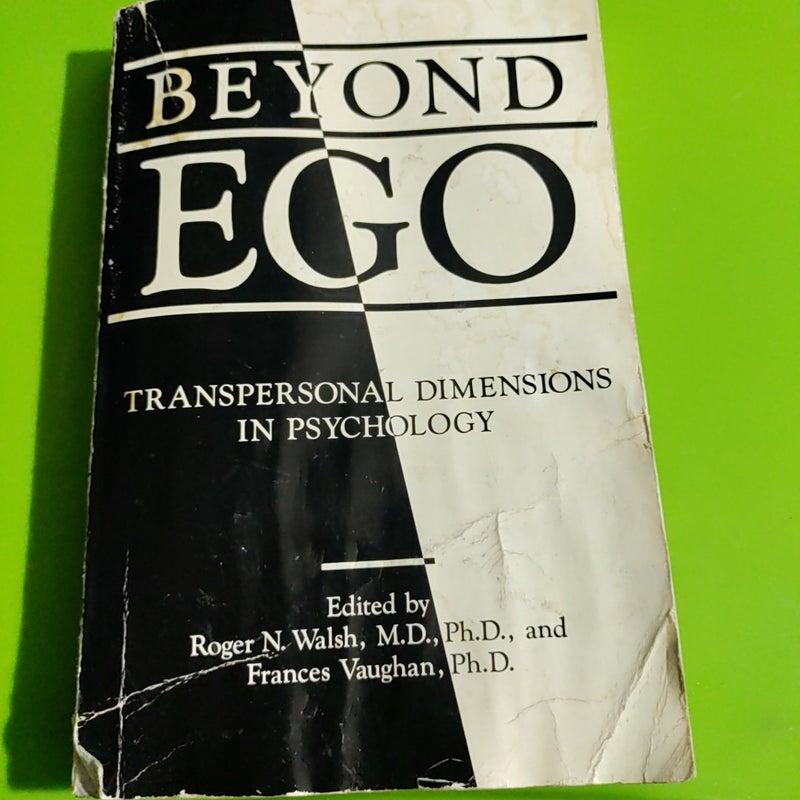 BEYOND
EGO
TRANSPERSONAL DIMENSIONS
IN PSYCHOLOGY
Edited by
Roger N. Walsh, M.D., Ph.D., and
Frances Vaughan, Ph.D.